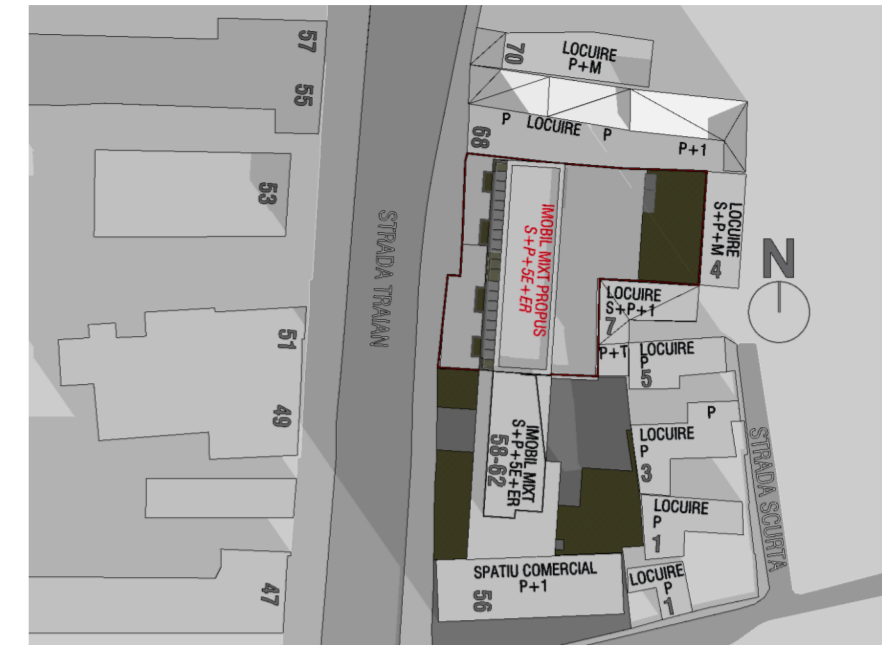 57
55
70
LOCUIRE
P+M
P LOCUIRE P
P+1
68
53
STRADA TRAIAN
IMOBIL MIXT PROPUS
S+P+5E+ER
LOCUIRE
S+P+M
4
N
LOCUIRE
S+P+1
7
P+T
LOCUIRE
P
5
51
49
IMOBIL MIXT
S+P+5E+ER
58-62
P
LOCUIRE
P
3
STRADA SCURTA
LOCUIRE
P
1
SPATIU COMERCIAL
P+1
56
LOCUIRE
P
1
47